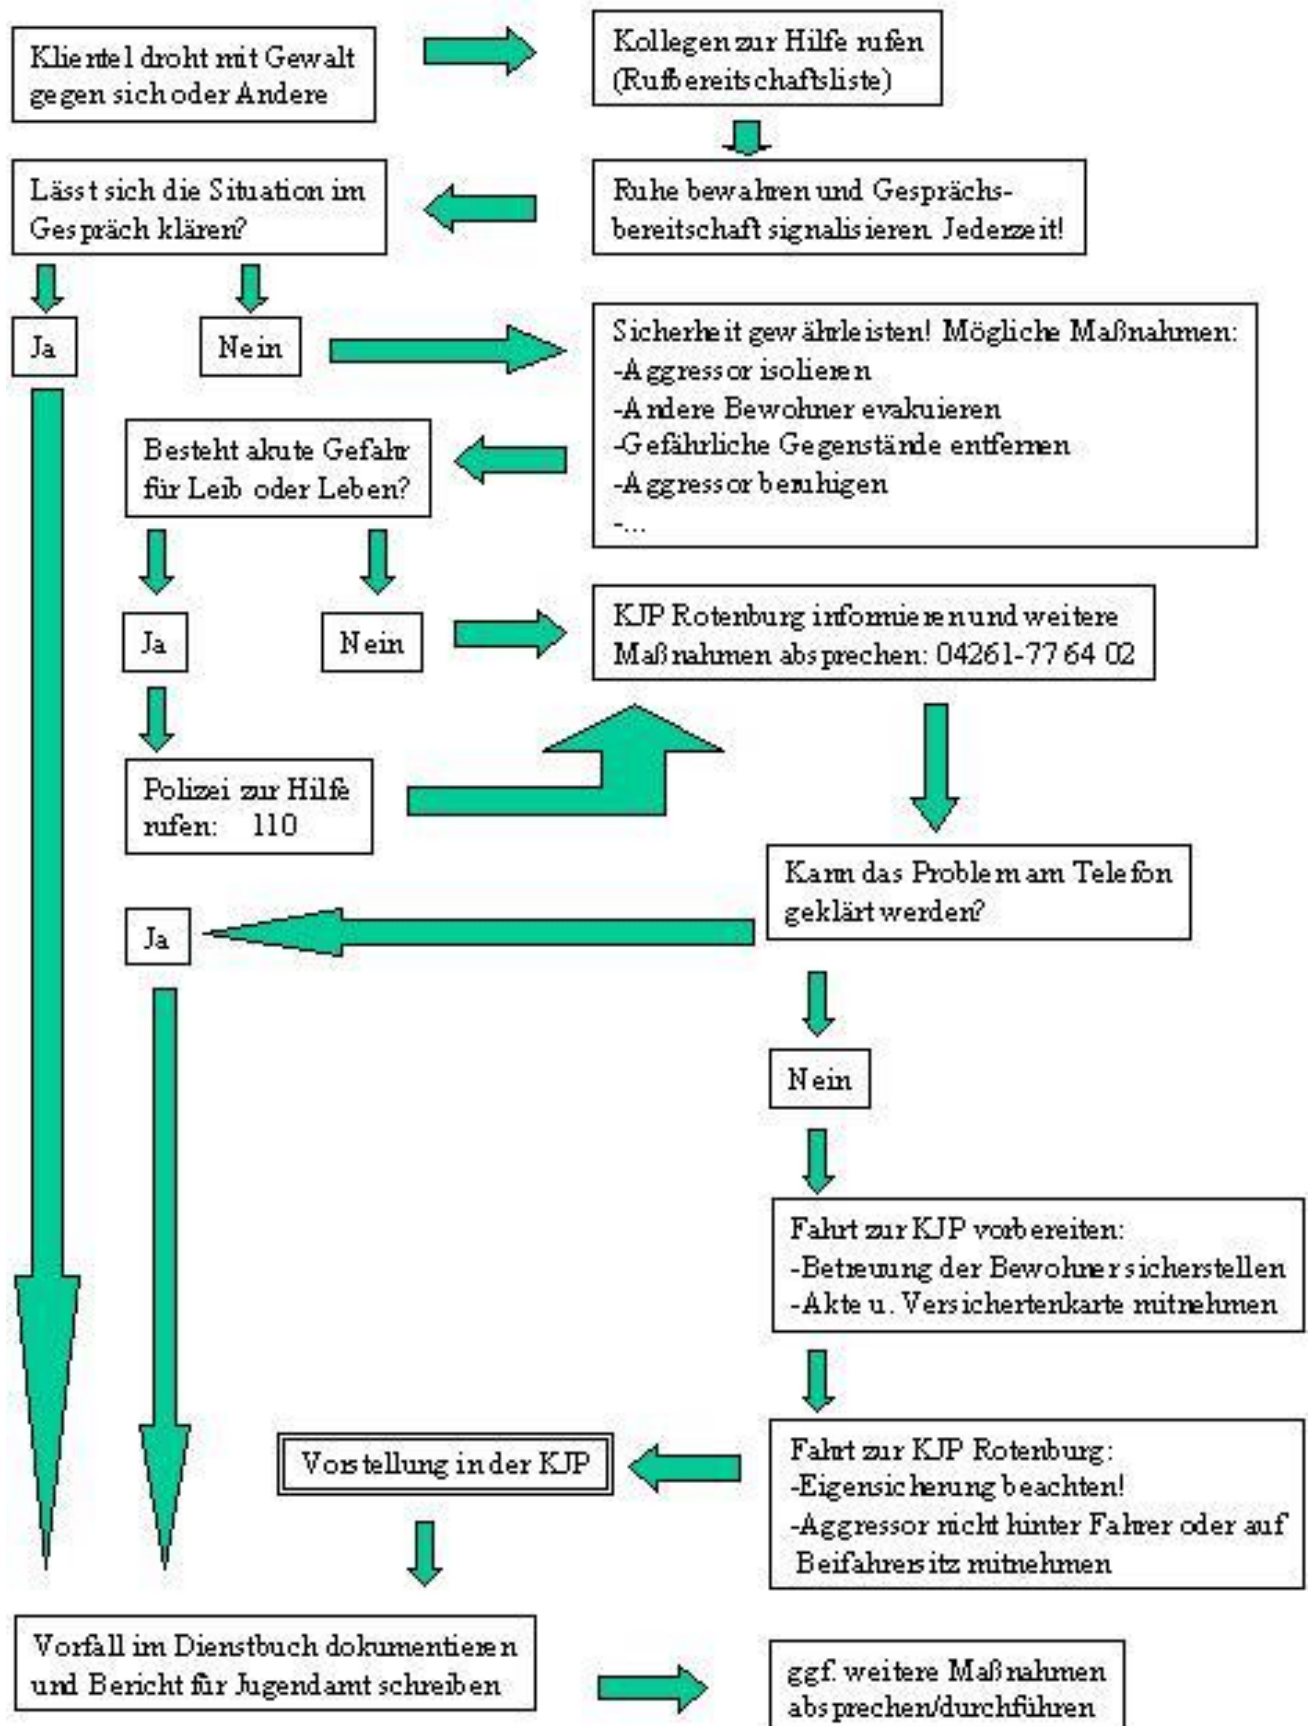 Klientel droht mit Gewalt
gegen sich oder Andere
Kollegen zur Hilfe rufen
(Rufbereitschaftsliste)
Ruhe bewahren und Gesprächs-
bereitschaft signalisieren. Jederzeit!
Lässt sich die Situation im
Gespräch klären?
Ja
Nein
Sicherheit gewährleisten! Mögliche Maßnahmen:
-Aggressor isolieren
-Andere Bewohner evakuieren
-Gefährliche Gegenstände entfernen
-Aggressor beruhigen
-...
Besteht akute Gefahr
für Leib oder Leben?
Ja
Nein
KJP Rotenburg informieren und weitere
Maßnahmen absprechen: 04261-77 64 02
Polizei zur Hilfe
rufen: 110
Kann das Problem am Telefon
geklärt werden?
Ja
Nein
Fahrt zur KJP vorbereiten:
-Betreuung der Bewohner sicherstellen
-Akte u. Versichertenkarte mitnehmen
Fahrt zur KJP Rotenburg:
-Eigensicherung beachten!
-Aggressor nicht hinter Fahrer oder auf
Beifahrersitz mitnehmen
Vorstellung in der KJP
Vorfall im Dienstbuch dokumentieren
und Bericht für Jugendamt schreiben
ggf. weitere Maßnahmen
absprechen/durchführen